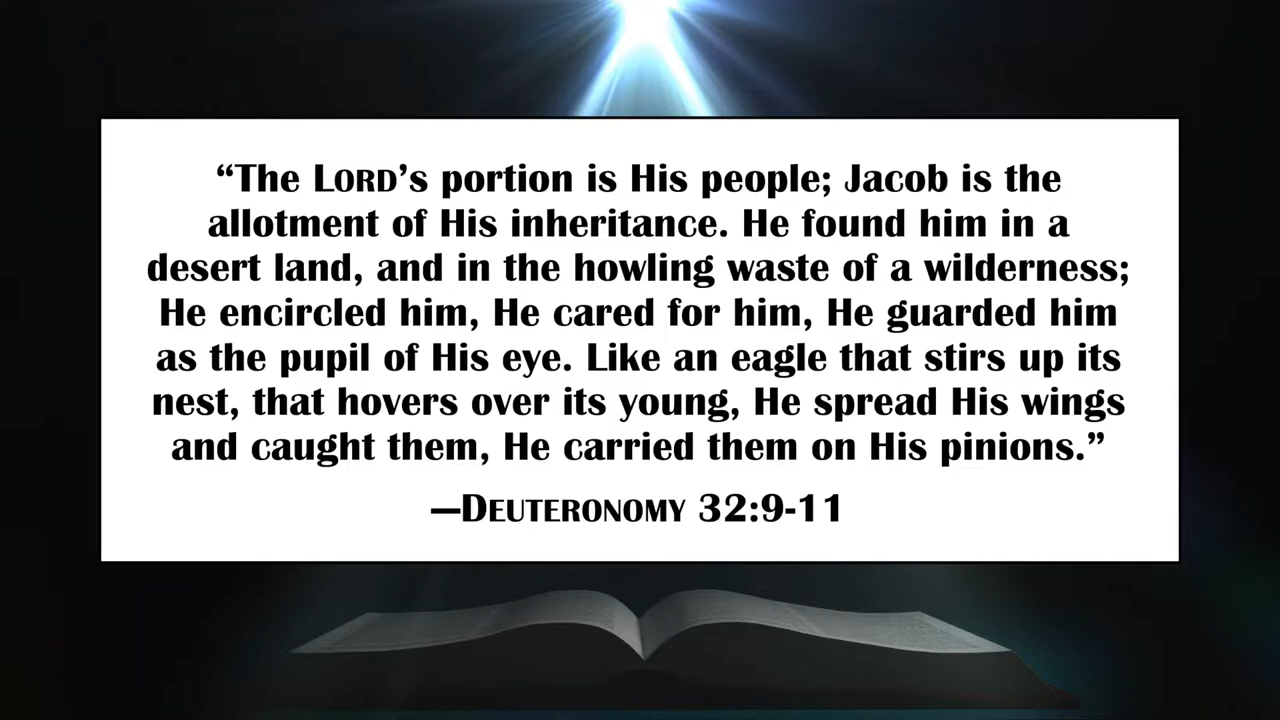 “The LORD’s portion is His people; Jacob is the
allotment of His inheritance. He found him in a
desert land, and in the howling waste of a wilderness;
He encircled him, He cared for him, He guarded him
as the pupil of His eye. Like an eagle that stirs up its
nest, that hovers over its young, He spread His wings
and caught them, He carried them on His pinions.”
—DEUTERONOMY 32:9-11